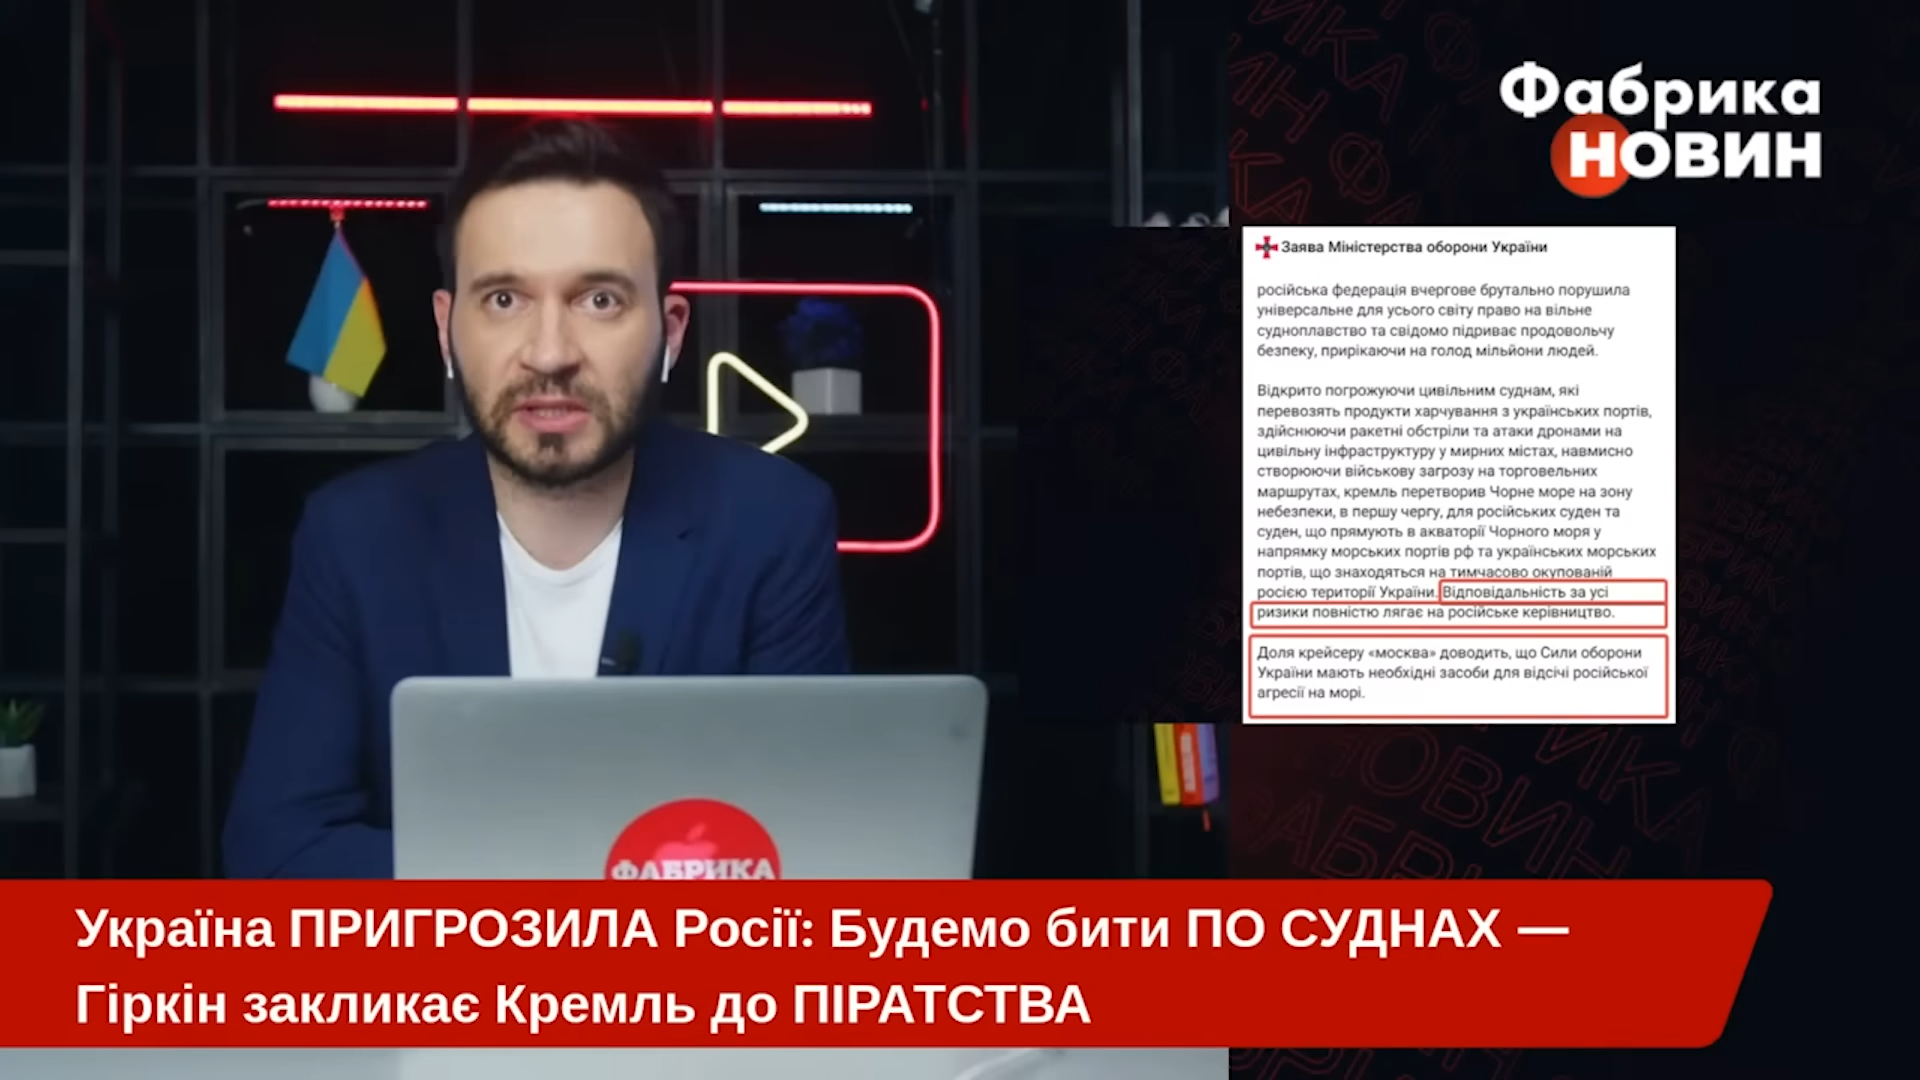 Фабрика
новин
Заява Міністерства оборони України
російська федерація вчергове брутально порушила
універсальне для усього світу право на вільне
судноплавство та свідомо підриває продовольчу
безпеку, прирікаючи на голод мільйони людей.
Відкрито погрожуючи цивільним суднам, які
перевозять продукти харчування з українських портів,
здійснюючи ракетні обстріли та атаки дронами на
цивільну інфраструктуру у мирних містах, навмисно
створюючи військову загрозу на торговельних
маршрутах, кремль перетворив Чорне море на зону
небезпеки, в першу чергу, для російських суден та
суден, що прямують в акваторії Чорного моря у
напрямку морських портів рф та українських морських
портів, що знаходяться на тимчасово окупованій
росією території України. Відповідальність за усі
ризики повністю лягає на російське керівництво.
Доля крейсеру «москва» доводить, що Сили оборони
України мають необхідні засоби для відсічі російської
агресії на морі.
ФАБРИКА
Україна ПРИГРОЗИЛА Росії: Будемо бити ПО СУДНАХ —
Гіркін закликає Кремль до ПІРАТСТВА